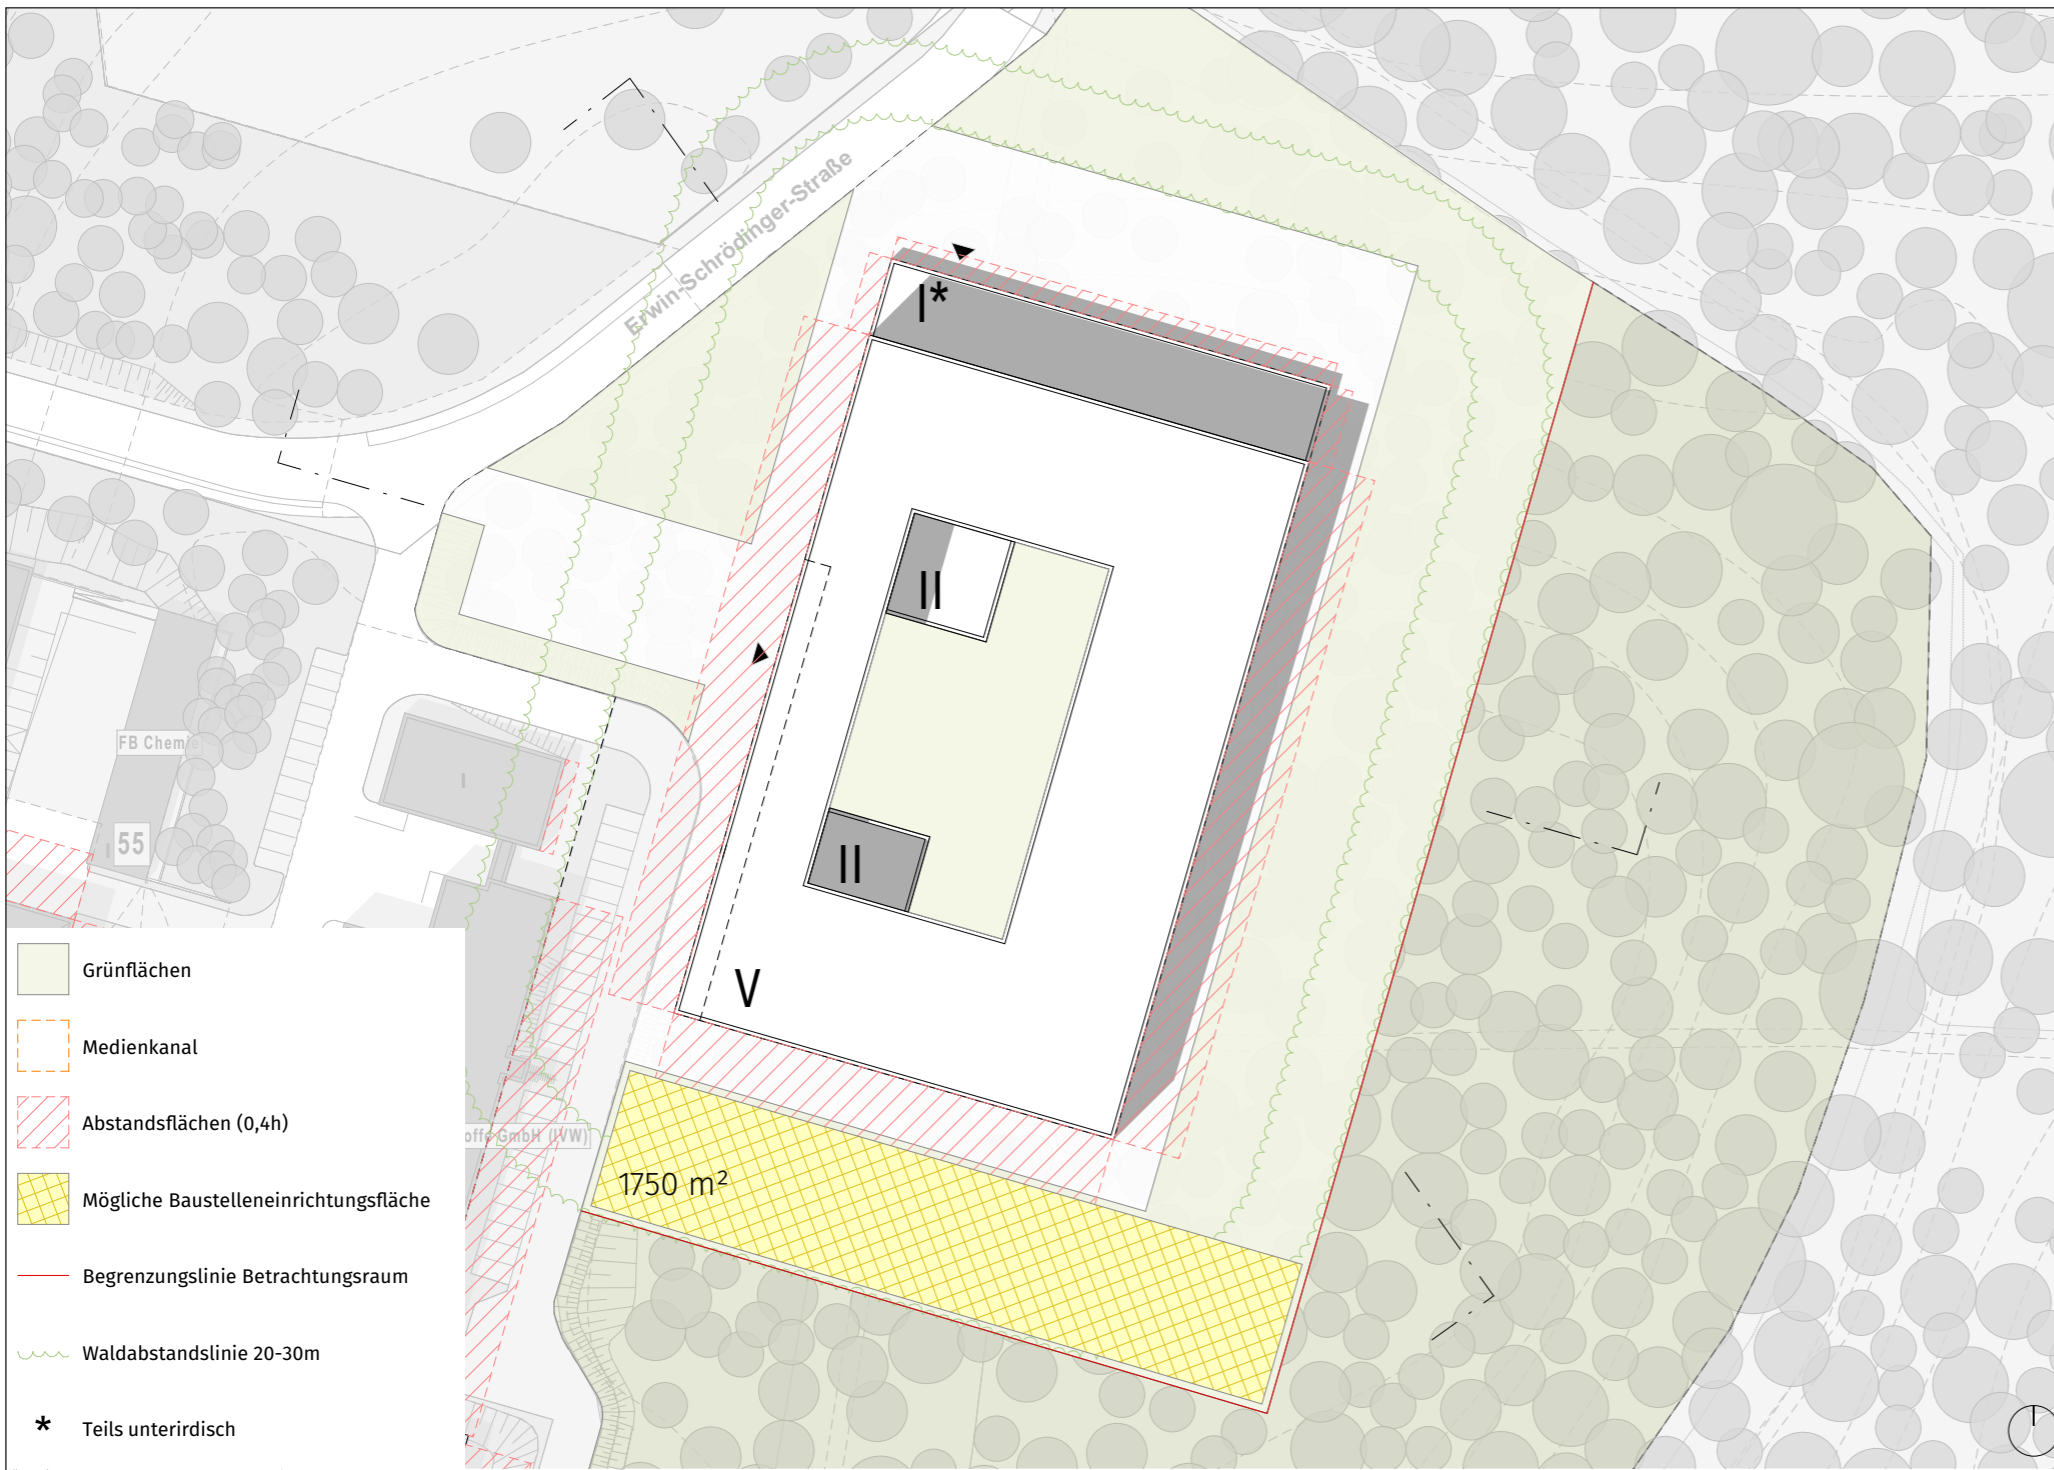 Erwin-Schrödinger-Straße
I*
II
FB Chemie
I
I 55
II
V
Grünflächen
Medienkanal
Abstandsflächen (0,4h)
offe GmbH (IVW)
1750 m²
Mögliche Baustelleneinrichtungsfläche
Begrenzungslinie Betrachtungsraum
Waldabstandslinie 20-30m
* Teils unterirdisch